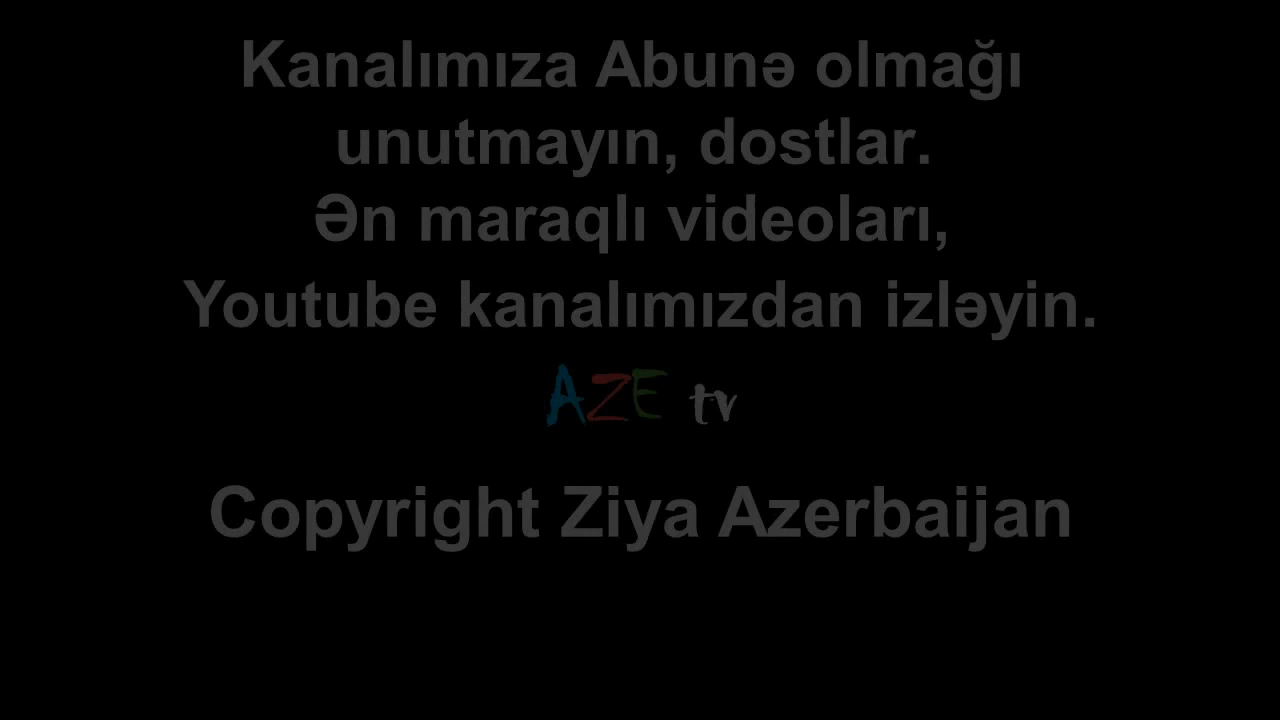 Kanalımıza Abunə olmağı
unutmayın, dostlar.
Ən maraqlı videoları,
Youtube kanalımızdan izləyin.
AZE tv
Copyright Ziya Azerbaijan